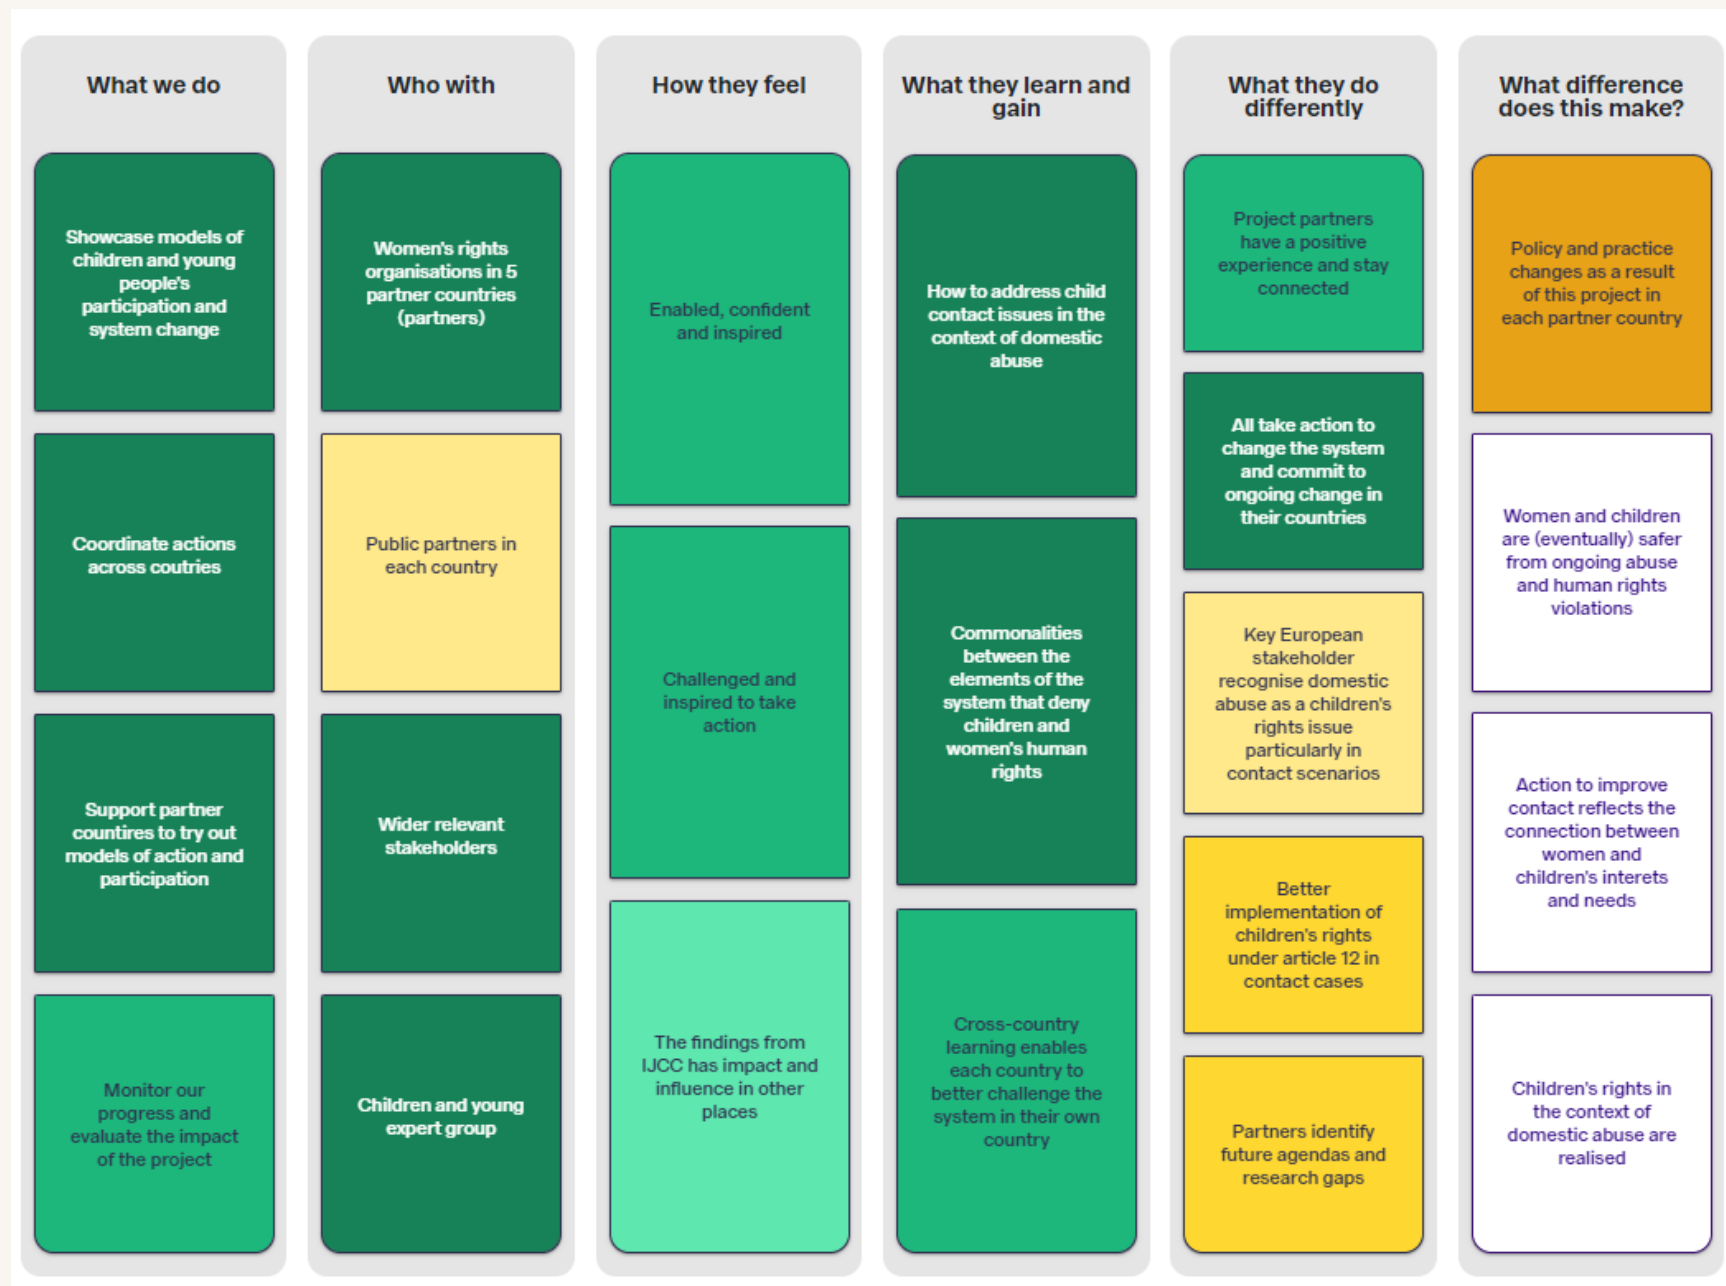 What we do
Showcase models of
children and young
people's
participation and
system change
Coordinate actions
across coutries
Support partner
countires to try out
models of action and
participation
Monitor our
progress and
evaluate the impact
of the project
Who with
Women's rights
organisations in 5
partner countries
(partners)
Public partners in
each country
Wider relevant
stakeholders
Children and young
expert group
How they feel
Enabled, confident
and inspired
Challenged and
inspired to take
action
The findings from
IJCC has impact and
influence in other
places
What they learn and
gain
How to address child
contact issues in the
context of domestic
abuse
Commonalities
between the
elements of the
system that deny
children and
women's human
rights
Cross-country
learning enables
each country to
better challenge the
system in their own
country
What they do
differently
Project partners
have a positive
experience and stay
connected
All take action to
change the system
and commit to
ongoing change in
their countries
Key European
stakeholder
recognise domestic
abuse as a children's
rights issue
particularly in
contact scenarios
Better
implementation of
children's rights
under article 12 in
contact cases
Partners identify
future agendas and
research gaps
What difference
does this make?
Policy and practice
changes as a result
of this project in
each partner country
Women and children
are (eventually) safer
from ongoing abuse
and human rights
violations
Action to improve
contact reflects the
connection between
women and
children's interets
and needs
Children's rights in
the context of
domestic abuse are
realised